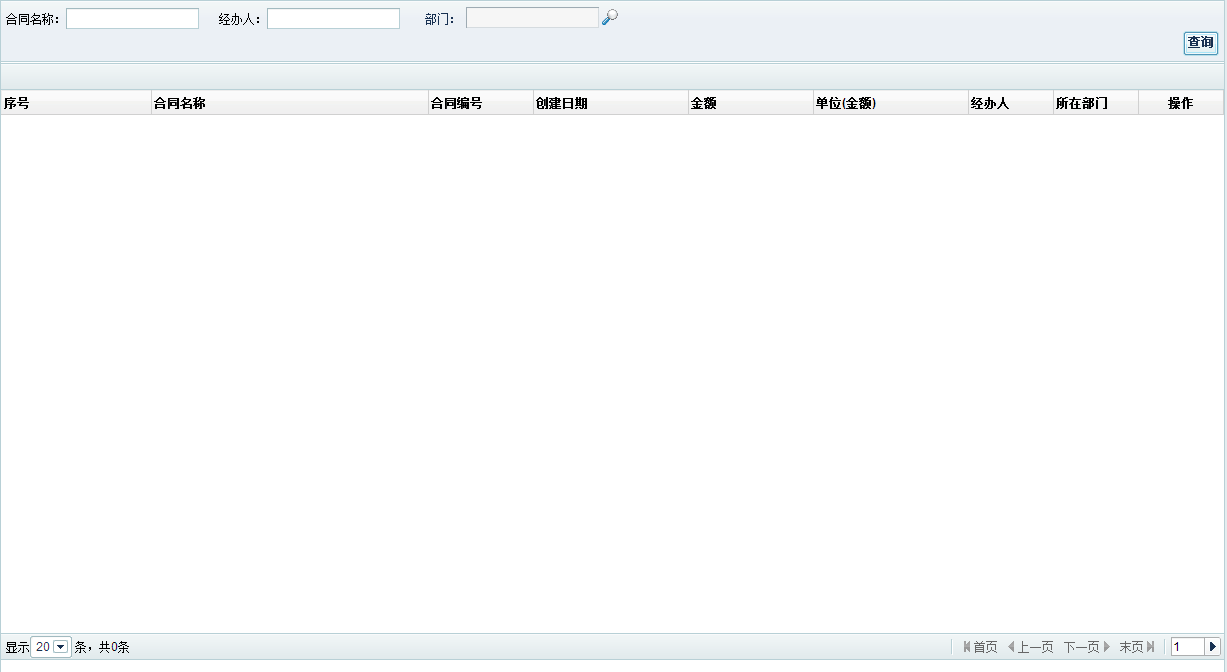 合同名称： 经办人： 部门：
查询
序号 合同名称 合同编号 创建日期 金额 单位(金额) 经办人 所在部门 操作
显示 20 条，共0条 首页 上一页 下一页 末页 1